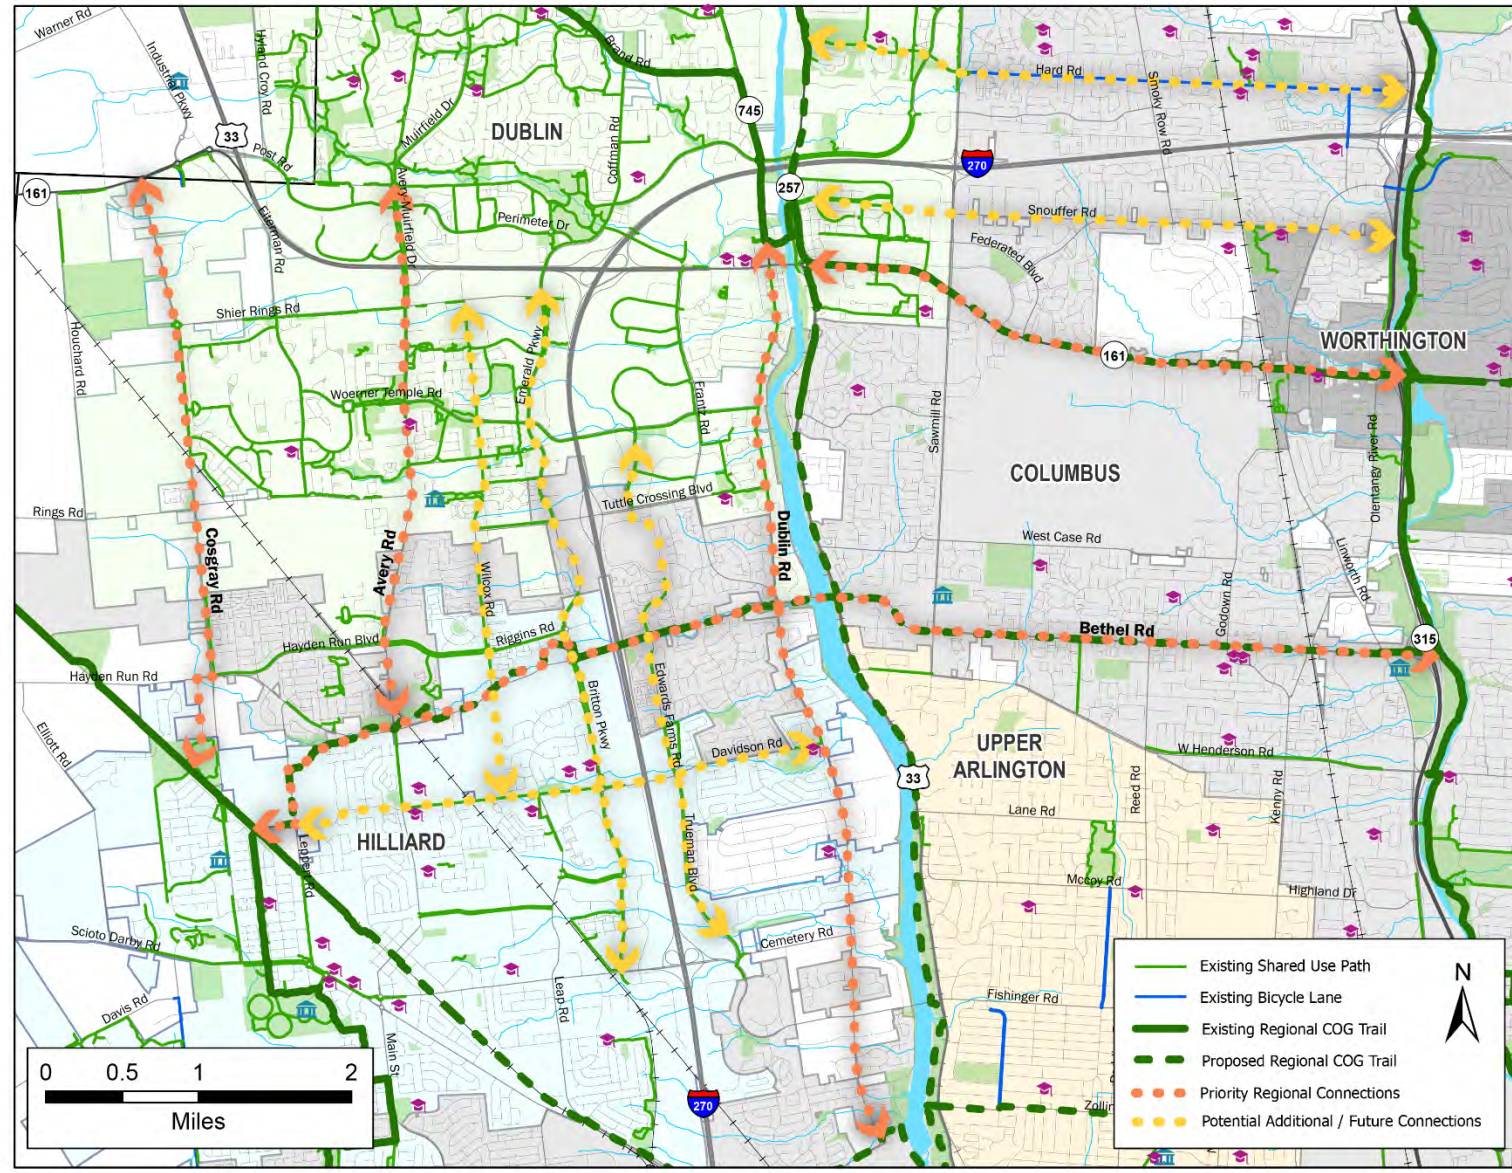 Warner Rd
Industrial Pkwy
Hyland Croy Rd
33
Post Rd
161
Eiterman Rd
Muirfield Dr
Avery-Muirfield Dr
DUBLIN
Brand Rd
Coffman Rd
Perimeter Dr
745
257
270
Hard Rd
Smoky Row Rd
Snouffer Rd
Federated Blvd
161
WORTHINGTON
Houchard Rd
Shier Rings Rd
Woerner Temple Rd
Emerald Pkwy
Frantz Rd
Sawmill Rd
Olentangy River Rd
COLUMBUS
Tuttle Crossing Blvd
Rings Rd
Cosgray Rd
Avery Rd
Wilcox Rd
Dublin Rd
West Case Rd
Linworth Rd
Godown Rd
Bethel Rd
315
Hayden Run Blvd
Riggins Rd
Hayden Run Rd
Elliott Rd
Britton Pkwy
Edwards Farms Rd
Davidson Rd
UPPER
ARLINGTON
W Henderson Rd
33
Reed Rd
Kenny Rd
Lane Rd
HILLIARD
Leppert Rd
Trueman Blvd
Mccoy Rd
Highland Dr
Scioto Darby Rd
Cemetery Rd
Davis Rd
Leap Rd
Fishinger Rd
Main St
270
Zollin
0 0.5 1 2
Miles
Existing Shared Use Path
Existing Bicycle Lane
Existing Regional COG Trail
Proposed Regional COG Trail
Priority Regional Connections
Potential Additional / Future Connections
N